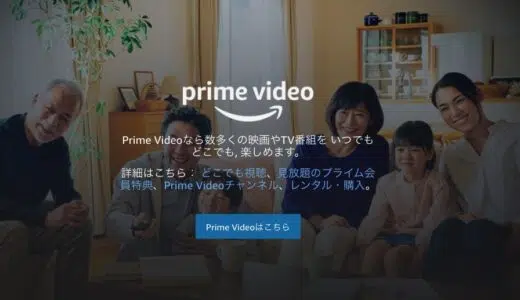 prime video
Prime Videoなら数多くの映画やTV番組を いつでも
どこでも, 楽しめます。
詳細はこちら： どこでも視聴、見放題のプライム会
員特典、Prime Videoチャンネル、レンタル・購入。
Prime Videoはこちら